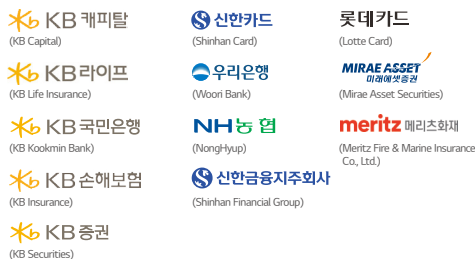 KB 캐피탈
(KB Capital)
KB 라이프
(KB Life Insurance)
KB 국민은행
(KB Kookmin Bank)
KB 손해보험
(KB Insurance)
KB 증권
(KB Securities)
신한카드
(Shinhan Card)
우리은행
(Woori Bank)
NH농협
(NongHyup)
신한금융지주회사
(Shinhan Financial Group)
롯데카드
(Lotte Card)
MIRAE ASSET
미래에셋증권
(Mirae Asset Securities)
meritz 메리츠화재
(Meritz Fire & Marine Insurance
Co., Ltd.)